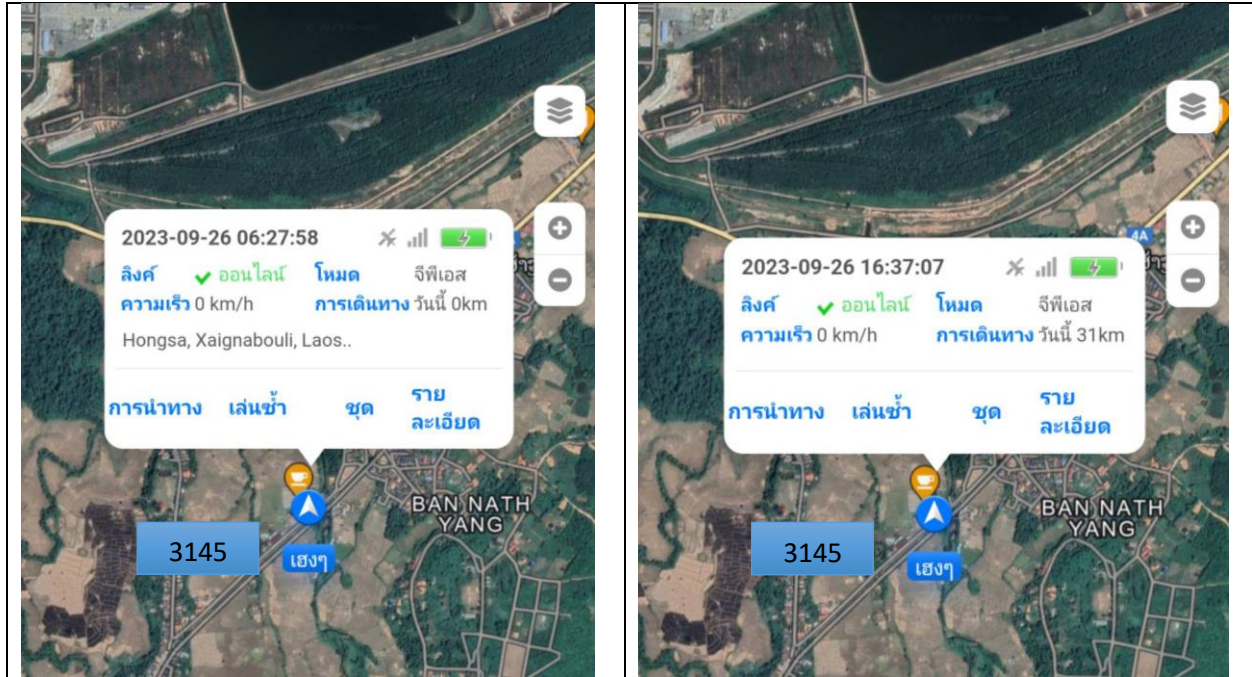 2023-09-26 06:27:58
ลิงค์ ออนไลน์ โหมด จีพีเอส
ความเร็ว 0 km/h การเดินทาง วันนี้ 0km
Hongsa, Xaignabouli, Laos..
การนำทาง เล่นซ้ำ ชุด ราย
ละเอียด
BAN NATH
YANG
3145
เฮงๆ
4A
2023-09-26 16:37:07
ลิงค์ ออนไลน์ โหมด จีพีเอส
ความเร็ว 0 km/h การเดินทาง วันนี้ 31km
การนำทาง เล่นซ้ำ ชุด ราย
ละเอียด
BAN NATH
YANG
3145
เฮงๆ